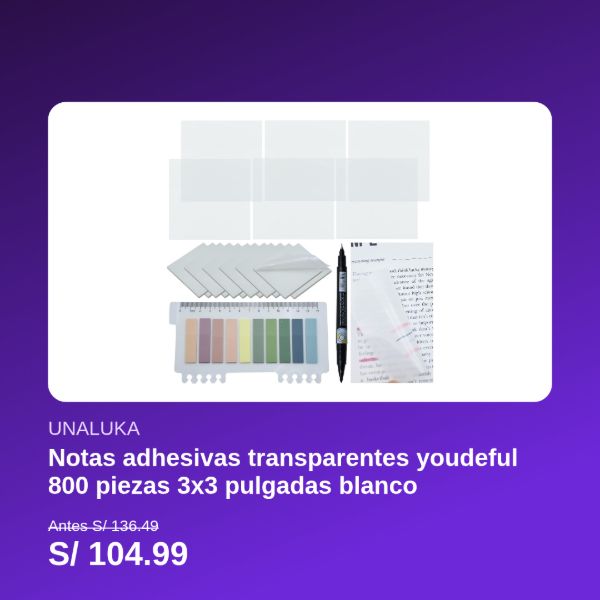 UNALUKA
Notas adhesivas transparentes youdeful
800 piezas 3x3 pulgadas blanco
Antes S/ 136.49
S/ 104.99